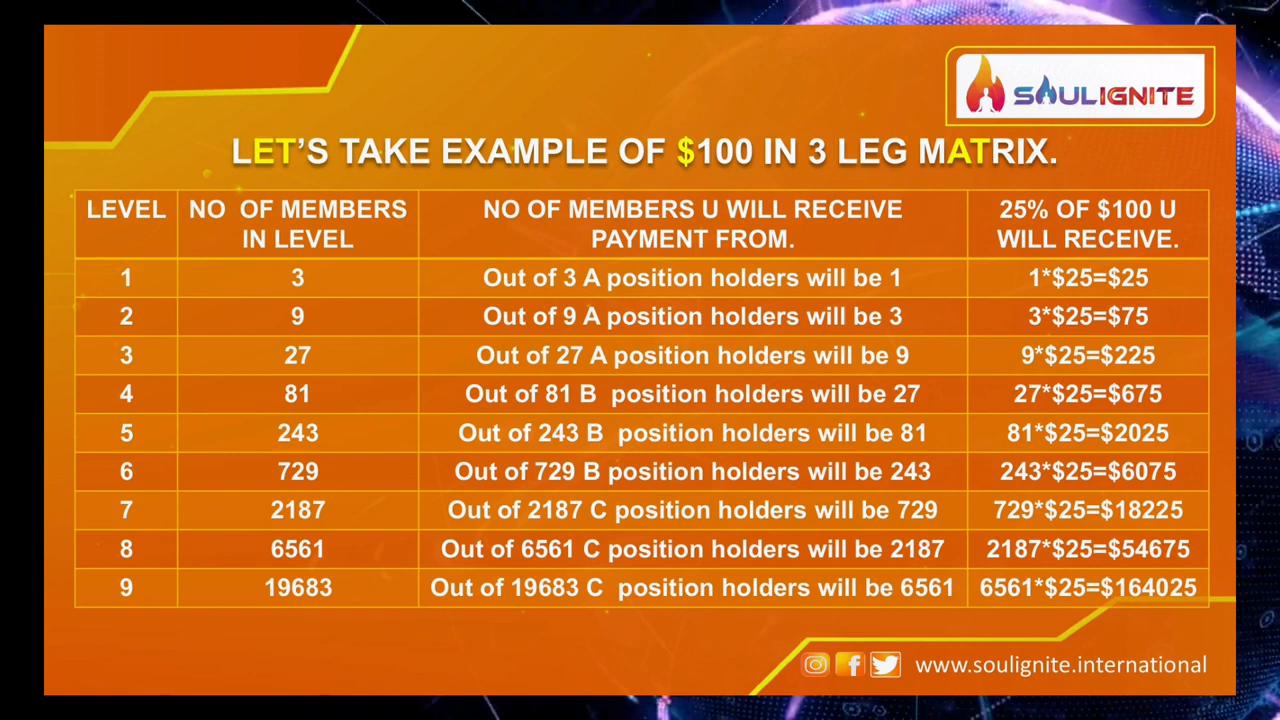 SOULIGNITE
LET'S TAKE EXAMPLE OF $100 IN 3 LEG MATRIX.
LEVEL NO OF MEMBERS IN LEVEL NO OF MEMBERS U WILL RECEIVE PAYMENT FROM. 25% OF $100 U WILL RECEIVE.
1 3 Out of 3 A position holders will be 1 1*$25=$25
2 9 Out of 9 A position holders will be 3 3*$25=$75
3 27 Out of 27 A position holders will be 9 9*$25=$225
4 81 Out of 81 B position holders will be 27 27*$25=$675
5 243 Out of 243 B position holders will be 81 81*$25=$2025
6 729 Out of 729 B position holders will be 243 243*$25=$6075
7 2187 Out of 2187 C position holders will be 729 729*$25=$18225
8 6561 Out of 6561 C position holders will be 2187 2187*$25=$54675
9 19683 Out of 19683 C position holders will be 6561 6561*$25=$164025
www.soulignite.international